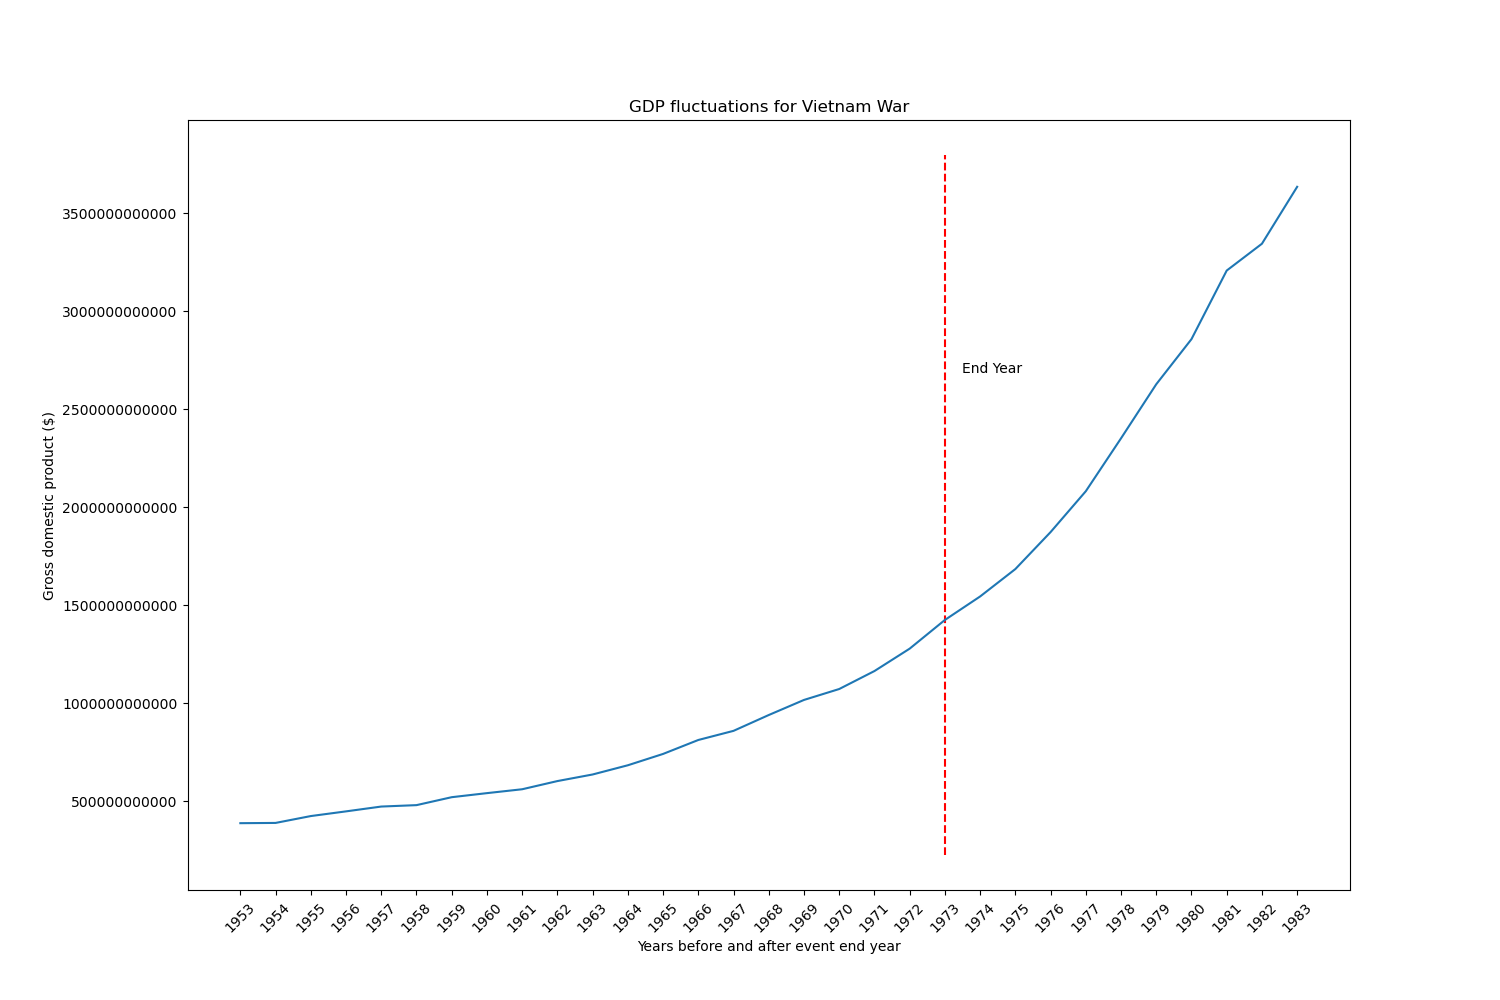 GDP fluctuations for Vietnam War
Gross domestic product ($)
3500000000000
3000000000000
2500000000000
2000000000000
1500000000000
1000000000000
500000000000
End Year
1953 1954 1955 1956 1957 1958 1959 1960 1961 1962 1963 1964 1965 1966 1967 1968 1969 1970 1971 1972 1973 1974 1975 1976 1977 1978 1979 1980 1981 1982 1983
Years before and after event end year